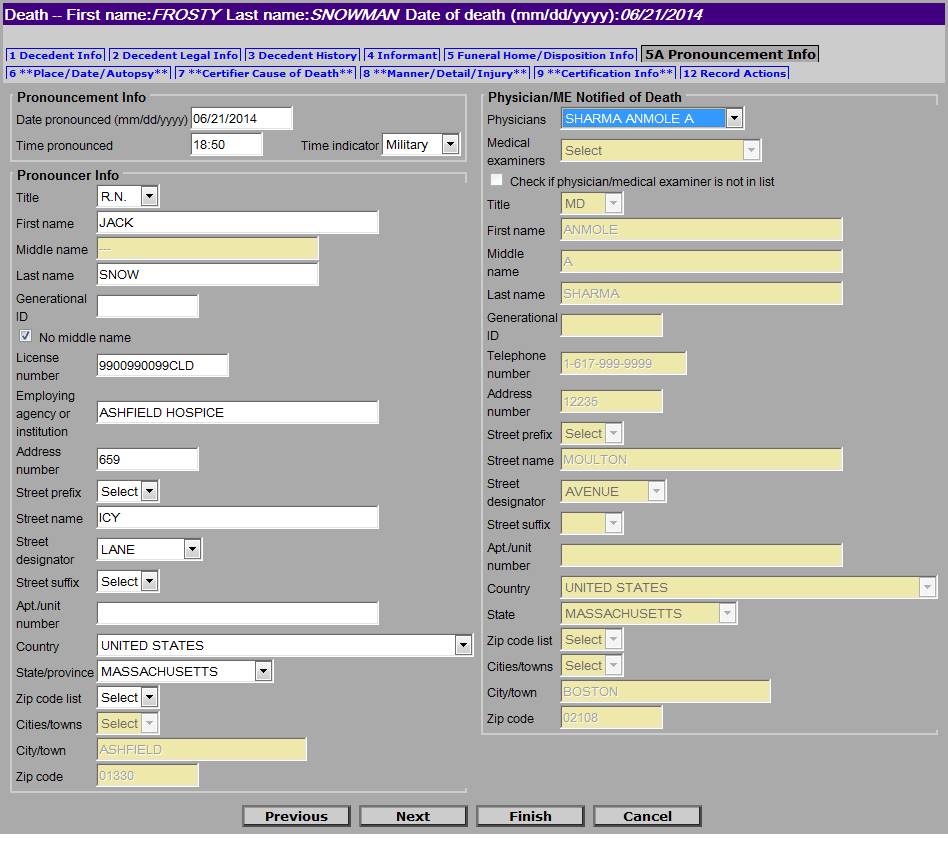 Death -- First name:FROSTY Last name:SNOWMAN Date of death (mm/dd/yyyy):06/21/2014
1 Decedent Info 2 Decedent Legal Info 3 Decedent History 4 Informant 5 Funeral Home/Disposition Info 5A Pronouncement Info
6 **Place/Date/Autopsy** 7 **Certifier Cause of Death** 8 **Manner/Detail/Injury** 9 **Certification Info** 12 Record Actions
Pronouncement Info
Date pronounced (mm/dd/yyyy) 06/21/2014
Time pronounced 18:50 Time indicator Military
Pronouncer Info
Title R.N.
First name JACK
Middle name ---
Last name SNOW
Generational
ID
No middle name
License
number 9900990099CLD
Employing
agency or
institution ASHFIELD HOSPICE
Address
number 659
Street prefix Select
Street name ICY
Street
designator LANE
Street suffix Select
Apt./unit
number
Country UNITED STATES
State/province MASSACHUSETTS
Zip code list Select
Cities/towns Select
City/town ASHFIELD
Zip code 01330
Physician/ME Notified of Death
Physicians SHARMA ANMOLE A
Medical
examiners Select
Check if physician/medical examiner is not in list
Title MD
First name ANMOLE
Middle
name A
Last name SHARMA
Generational
ID
Telephone
number 1-617-999-9999
Address
number 12235
Street prefix Select
Street name MOULTON
Street
designator AVENUE
Street suffix
Apt./unit
number
Country UNITED STATES
State MASSACHUSETTS
Zip code list Select
Cities/towns Select
City/town BOSTON
Zip code 02108
Previous Next Finish Cancel